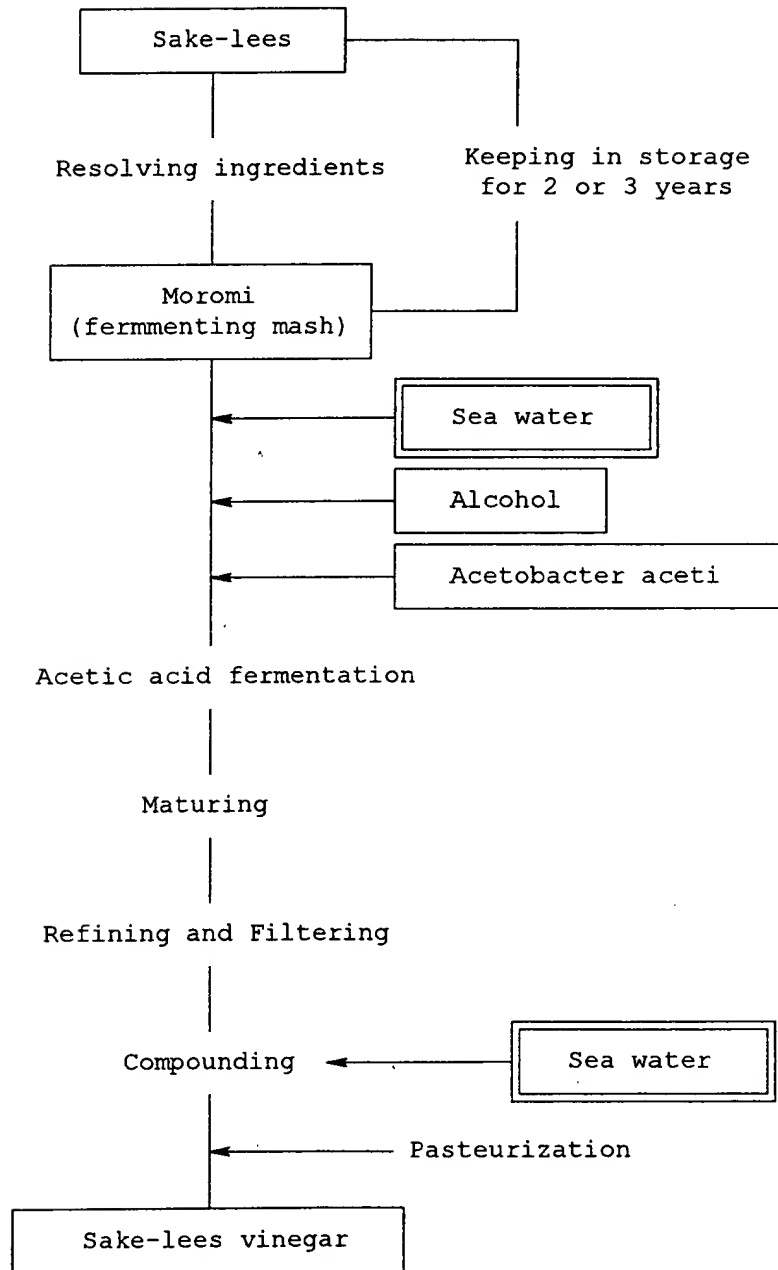 Sake-lees
Resolving ingredients
Keeping in storage
for 2 or 3 years
Moromi
(fermmenting mash)
Sea water
Alcohol
Acetobacter aceti
Acetic acid fermentation
Maturing
Refining and Filtering
Compounding
Sea water
Pasteurization
Sake-lees vinegar